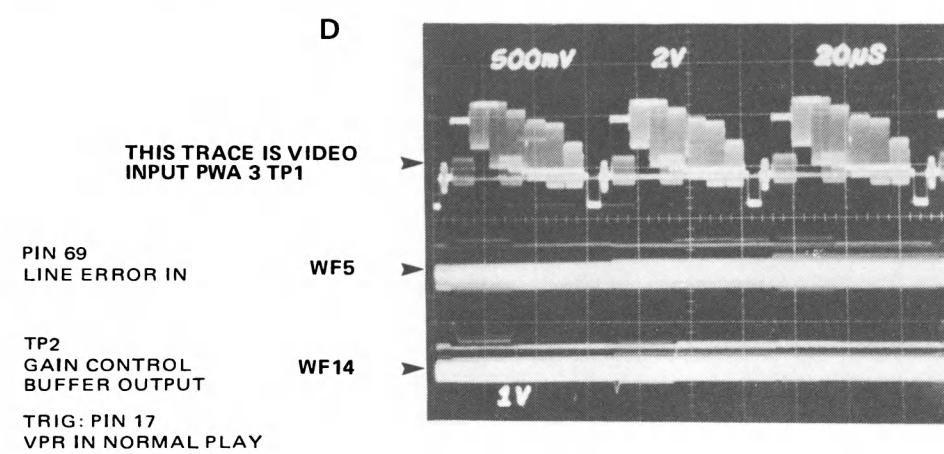 D
500mV 2V 20µS
THIS TRACE IS VIDEO
INPUT PWA 3 TP1
PIN 69
LINE ERROR IN
WF5
TP2
GAIN CONTROL
BUFFER OUTPUT
WF14
1V
TRIG: PIN 17
VPR IN NORMAL PLAY